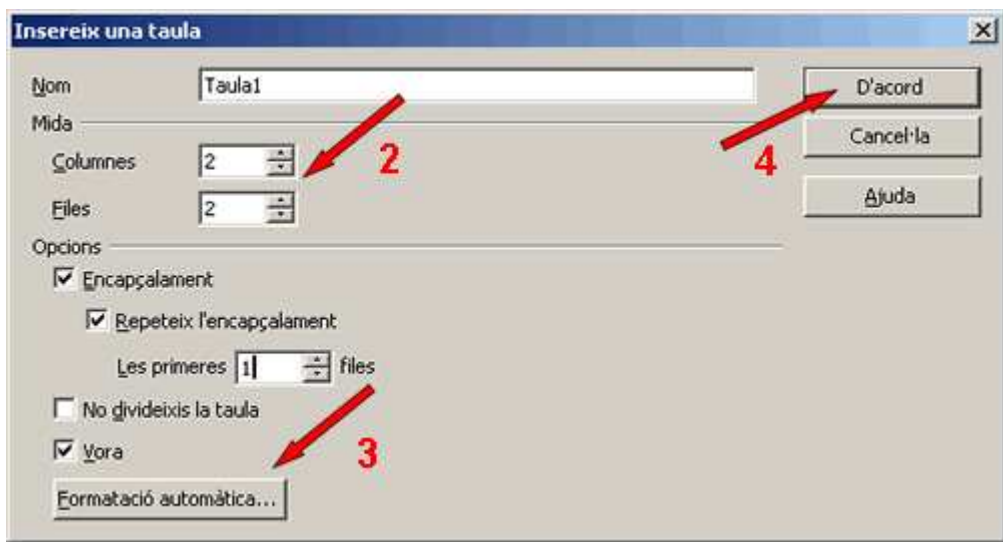 Insereix una taula
Nom Taula1 D'acord
Mida Cancel·la
Columnes 2 2 4
Files 2 Ajuda
Opcions
Encapçalament
Repeteix l'encapçalament
Les primeres 1 files
No divideixis la taula
Vora 3
Formatació automàtica...